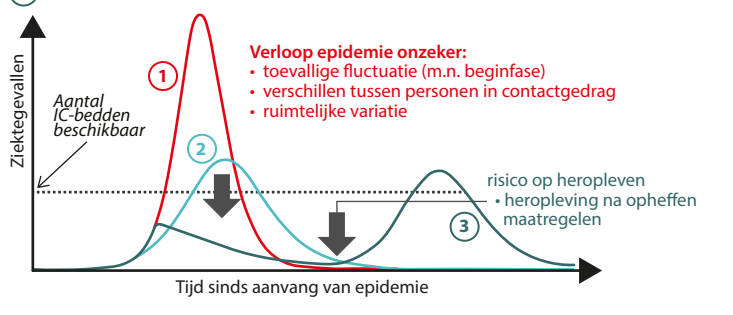 Ziektegevallen
Aantal
IC-bedden
beschikbaar
1
2
3
Verloop epidemie onzeker:
• toevallige fluctuatie (m.n. beginfase)
• verschillen tussen personen in contactgedrag
• ruimtelijke variatie
risico op heropleven
• heropleving na opheffen
maatregelen
Tijd sinds aanvang van epidemie